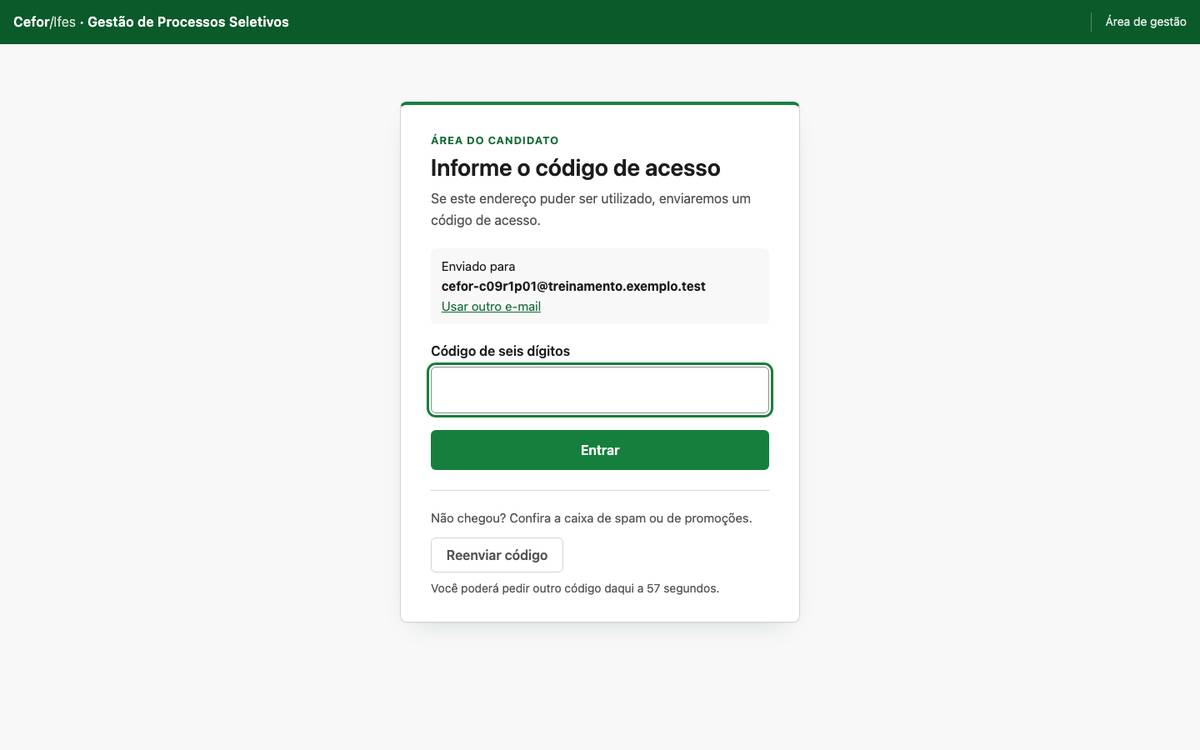 Cefor/Ifes · Gestão de Processos Seletivos
Área de gestão
ÁREA DO CANDIDATO
Informe o código de acesso
Se este endereço puder ser utilizado, enviaremos um
código de acesso.
Enviado para
cefor-c09r1p01@treinamento.exemplo.test
Usar outro e-mail
Código de seis dígitos
Entrar
Não chegou? Confira a caixa de spam ou de promoções.
Reenviar código
Você poderá pedir outro código daqui a 57 segundos.